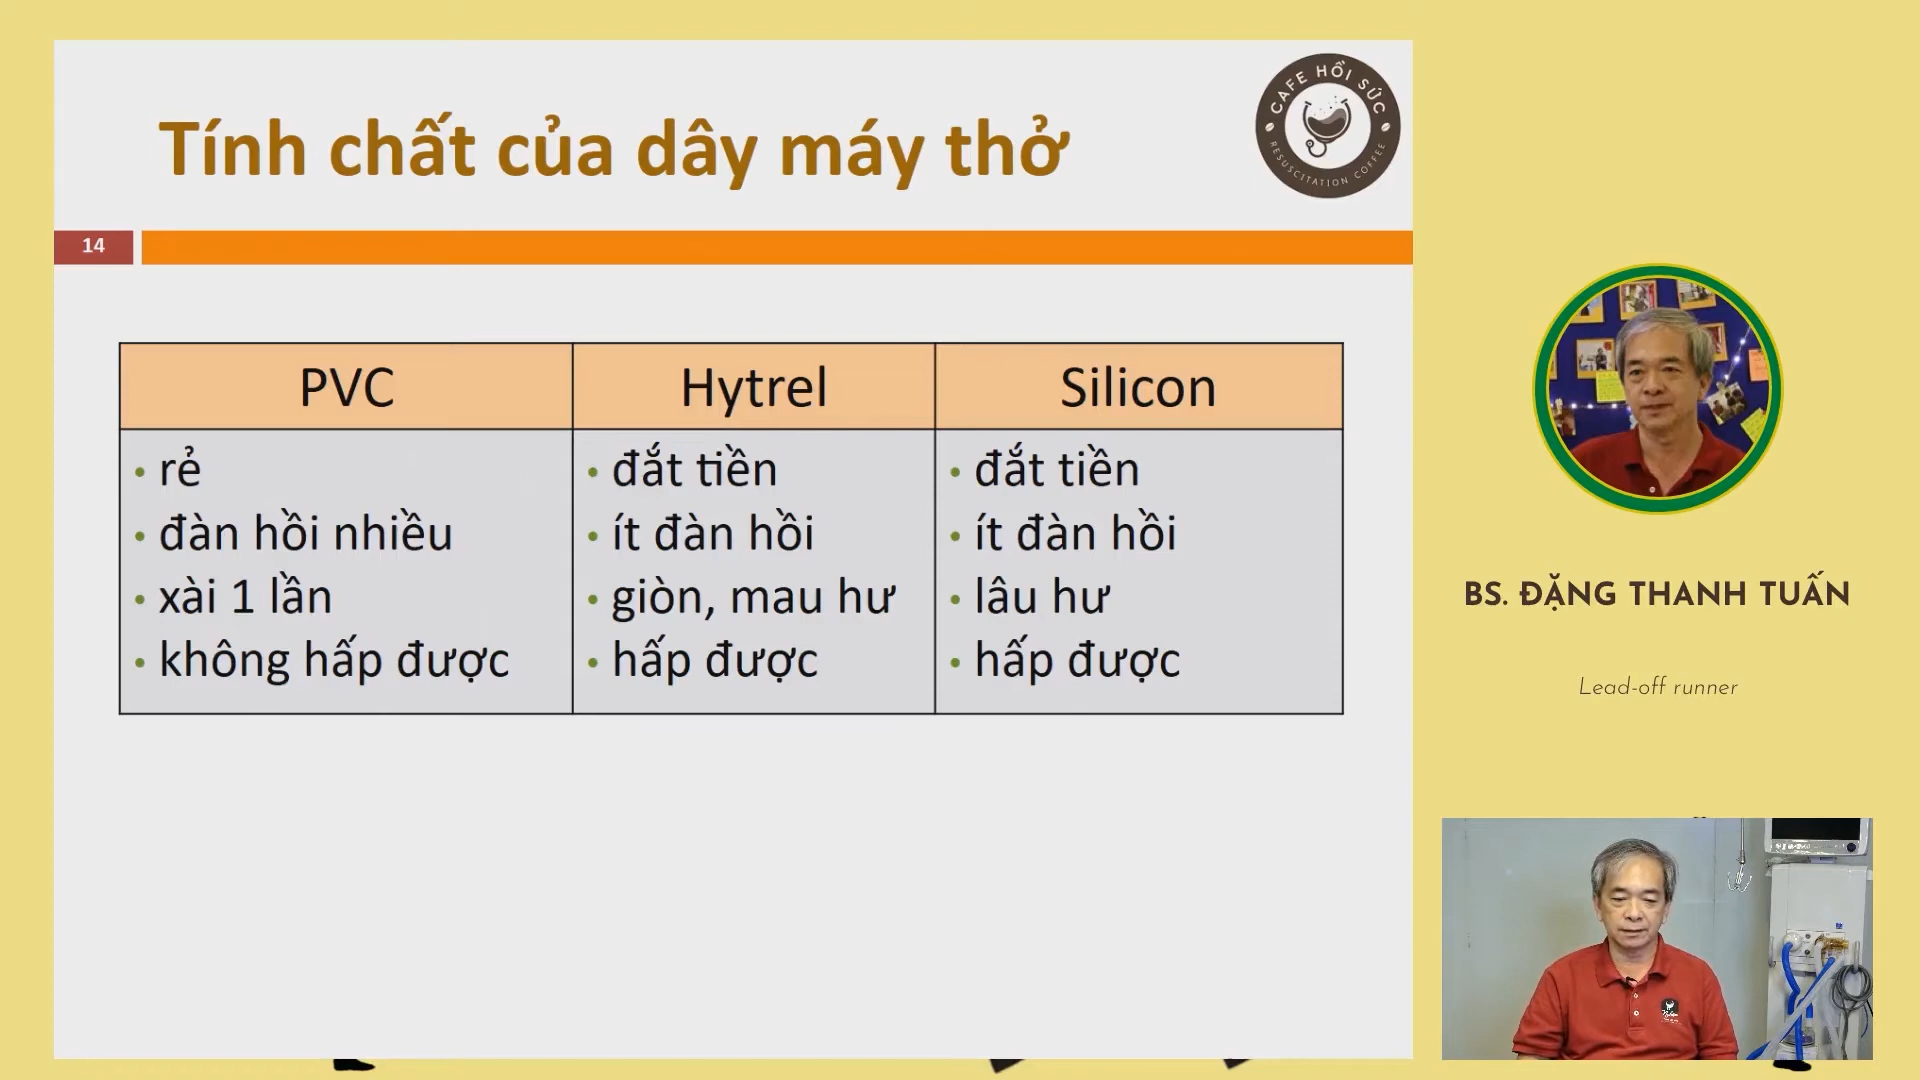 CAFE HỒI SỨC
RESUSCITATION COFFEE
Tính chất của dây máy thở
14
PVC
Hytrel
Silicon
• rẻ
• đàn hồi nhiều
• xài 1 lần
• không hấp được
• đắt tiền
• ít đàn hồi
• giòn, mau hư
• hấp được
• đắt tiền
• ít đàn hồi
• lâu hư
• hấp được
BS. ĐẶNG THANH TUẤN
Lead-off runner